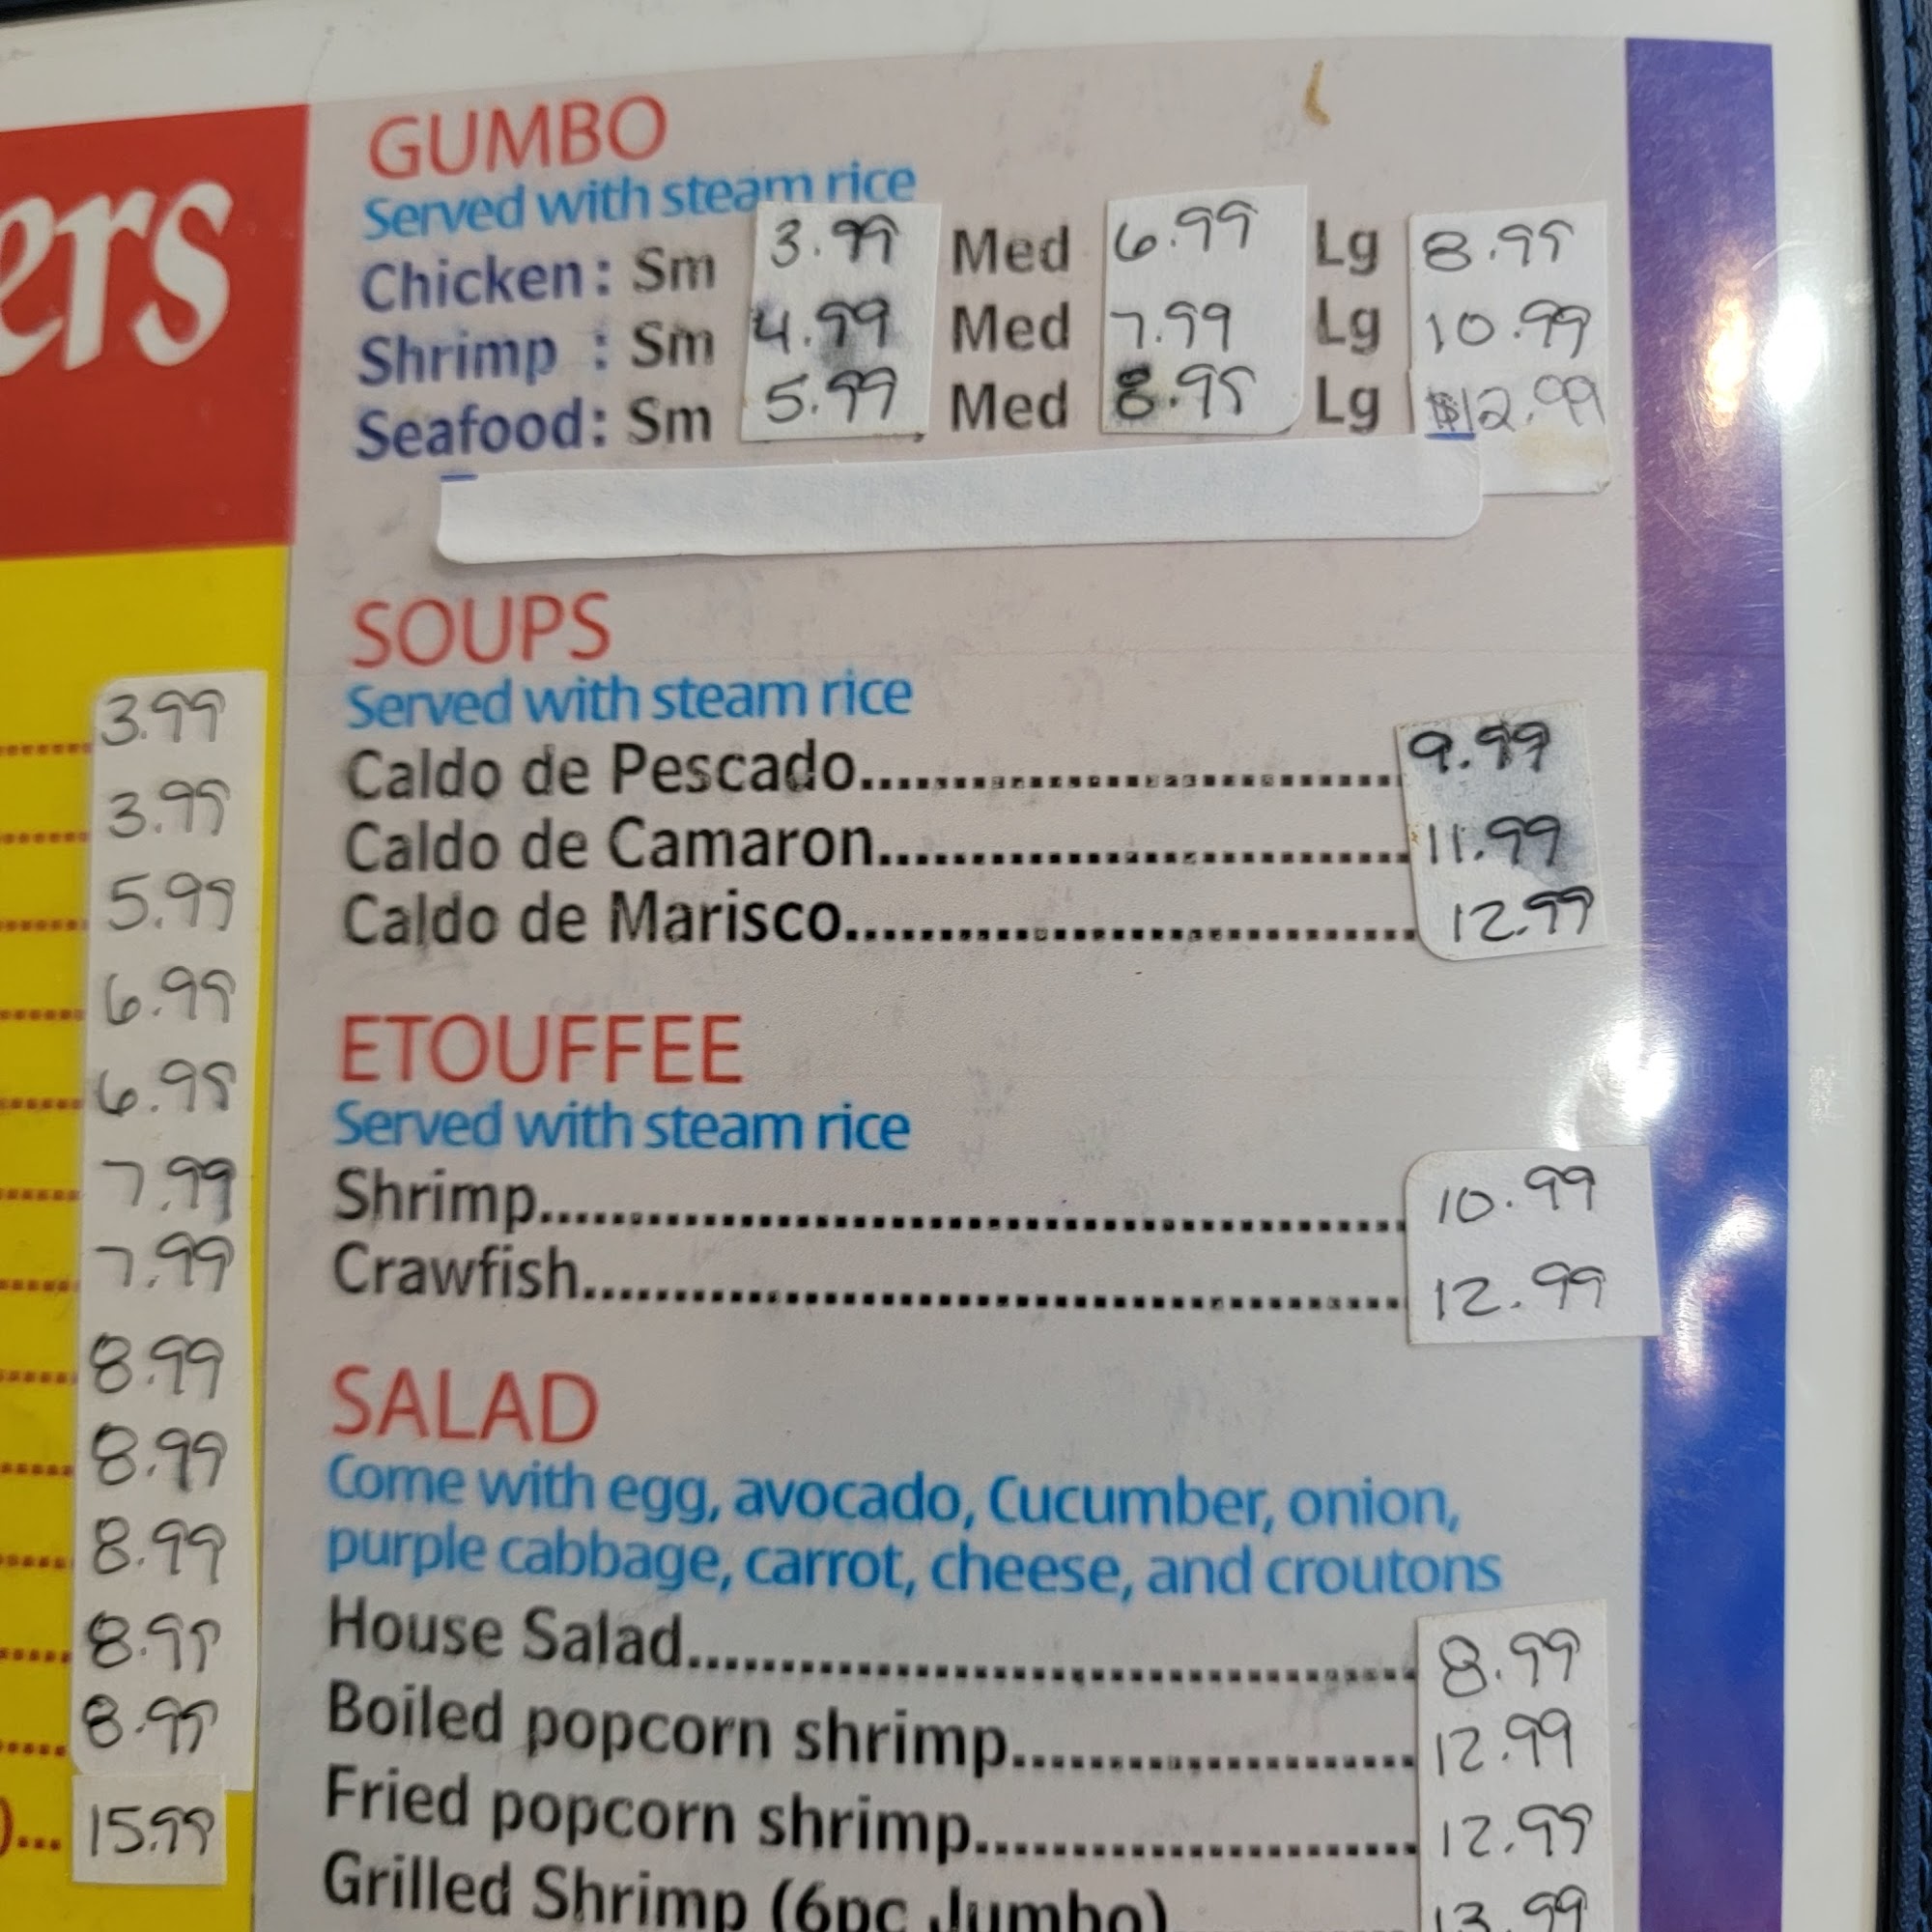 ers
3.99
3.99
5.99
6.99
6.99
7.99
7.99
8.99
8.99
8.99
8.99
8.99
)... 15.99
GUMBO
Served with steam rice
Chicken: Sm 3.99 Med 6.99 Lg 8.99
Shrimp : Sm 4.99 Med 7.99 Lg 10.99
Seafood: Sm 5.99 Med 8.99 Lg $12.99
SOUPS
Served with steam rice
Caldo de Pescado 9.99
Caldo de Camaron 11.99
Caldo de Marisco 12.99
ETOUFFEE
Served with steam rice
Shrimp 10.99
Crawfish 12.99
SALAD
Come with egg, avocado, Cucumber, onion,
purple cabbage, carrot, cheese, and croutons
House Salad 8.99
Boiled popcorn shrimp 12.99
Fried popcorn shrimp 12.99
Grilled Shrimp (6pc Jumbo) 13.99